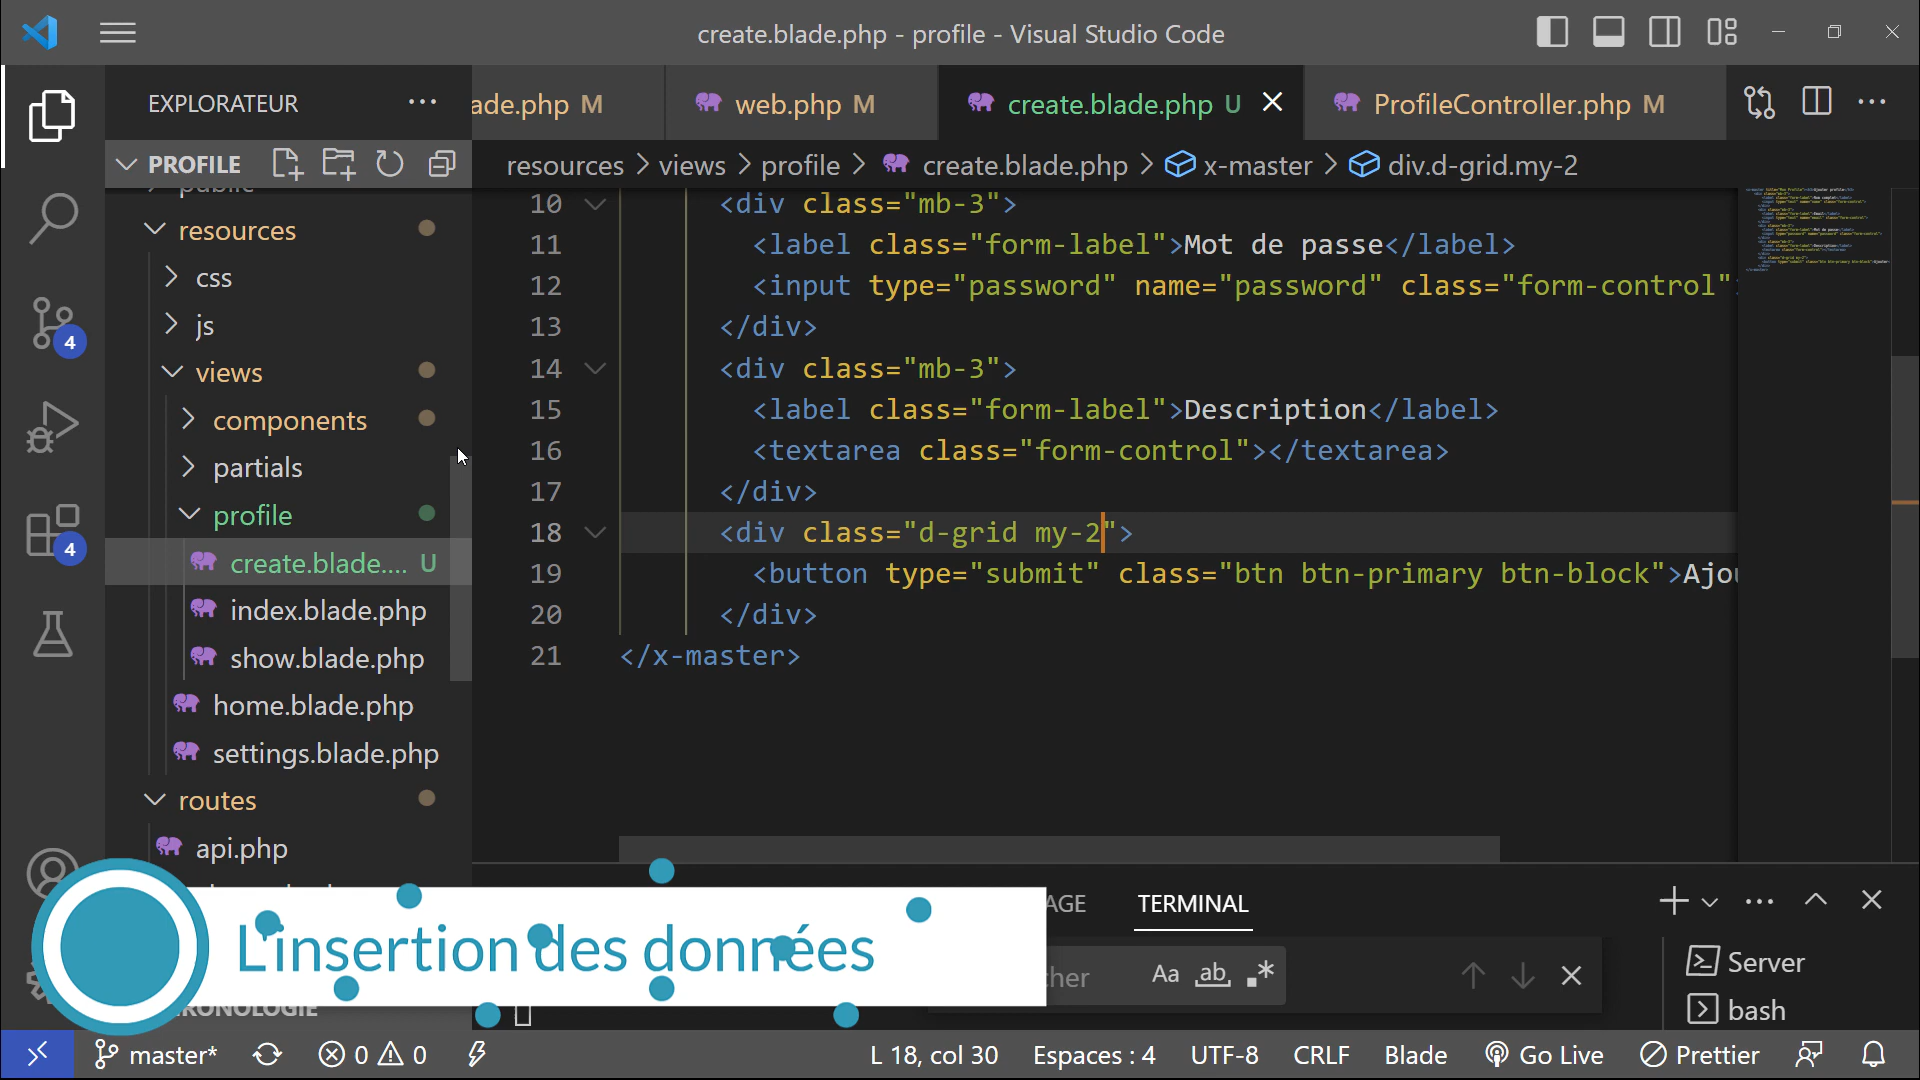 create.blade.php - profile - Visual Studio Code
EXPLORATEUR
ade.php M
web.php M
create.blade.php U
ProfileController.php M
PROFILE
resources > views > profile > create.blade.php > x-master > div.d-grid.my-2
public
resources
css
js
views
components
partials
profile
create.blade.... U
index.blade.php
show.blade.php
home.blade.php
settings.blade.php
routes
api.php
10 <div class="mb-3">
11 <label class="form-label">Mot de passe</label>
12 <input type="password" name="password" class="form-control"
13 </div>
14 <div class="mb-3">
15 <label class="form-label">Description</label>
16 <textarea class="form-control"></textarea>
17 </div>
18 <div class="d-grid my-2">
19 <button type="submit" class="btn btn-primary btn-block">Ajou
20 </div>
21 </x-master>
4
4
L'insertion des données
AGE
TERMINAL
cher
Aa ab .*
Server
bash
RONOLOGIE
master* 0 0
L 18, col 30 Espaces : 4 UTF-8 CRLF Blade Go Live Prettier